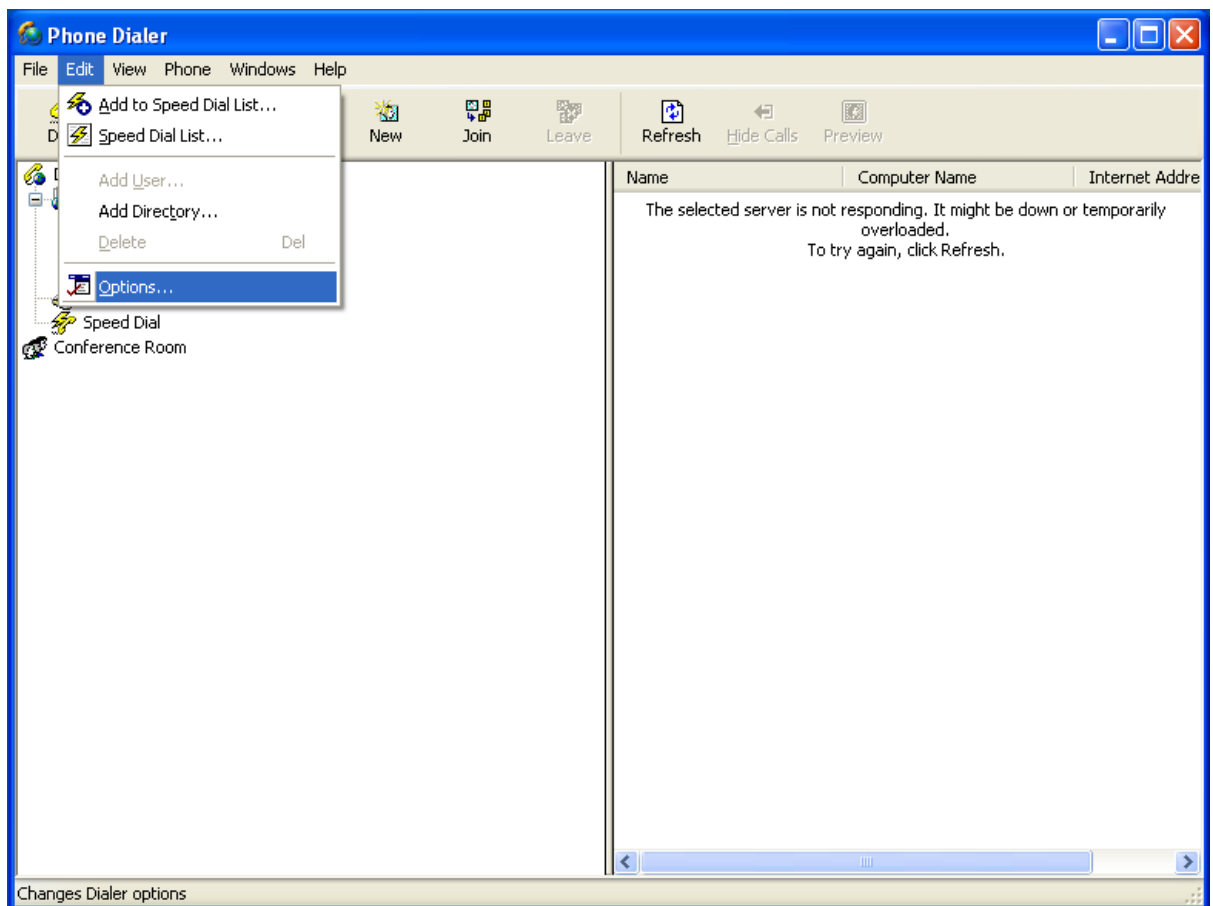 Phone Dialer
File Edit View Phone Windows Help
Add to Speed Dial List...
Speed Dial List...
Add User...
Add Directory...
Delete Del
Options...
New Join Leave Refresh Hide Calls Preview
Speed Dial
Conference Room
Name Computer Name Internet Addre
The selected server is not responding. It might be down or temporarily
overloaded.
To try again, click Refresh.
Changes Dialer options